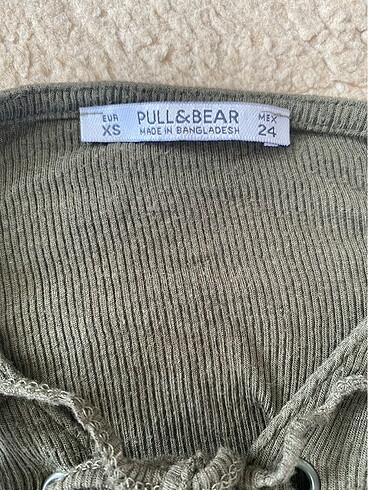 EUR PULL&BEAR MEX
XS MADE IN BANGLADESH 24